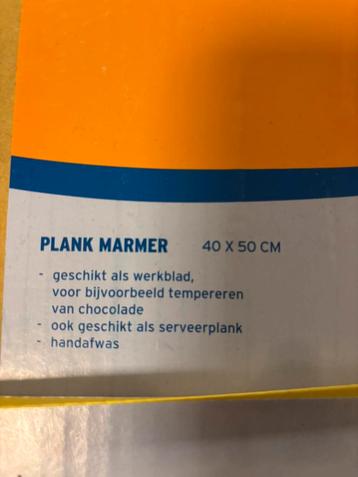 PLANK MARMER 40 X 50 CM
- geschikt als werkblad,
voor bijvoorbeeld tempereren
van chocolade
- ook geschikt als serveerplank
- handafwas